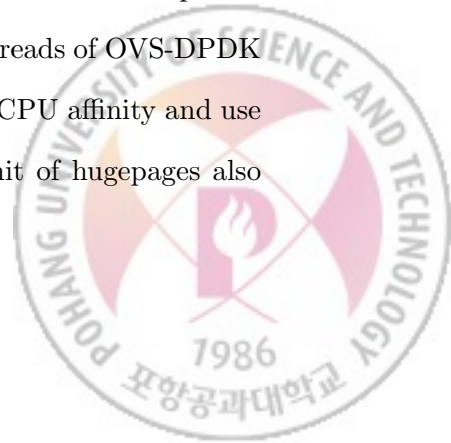 reads of OVS-DPDK
CPU affinity and use
nit of hugepages also
POHANG UNIVERSITY OF SCIENCE AND TECHNOLOGY
1986
포항공과대학교